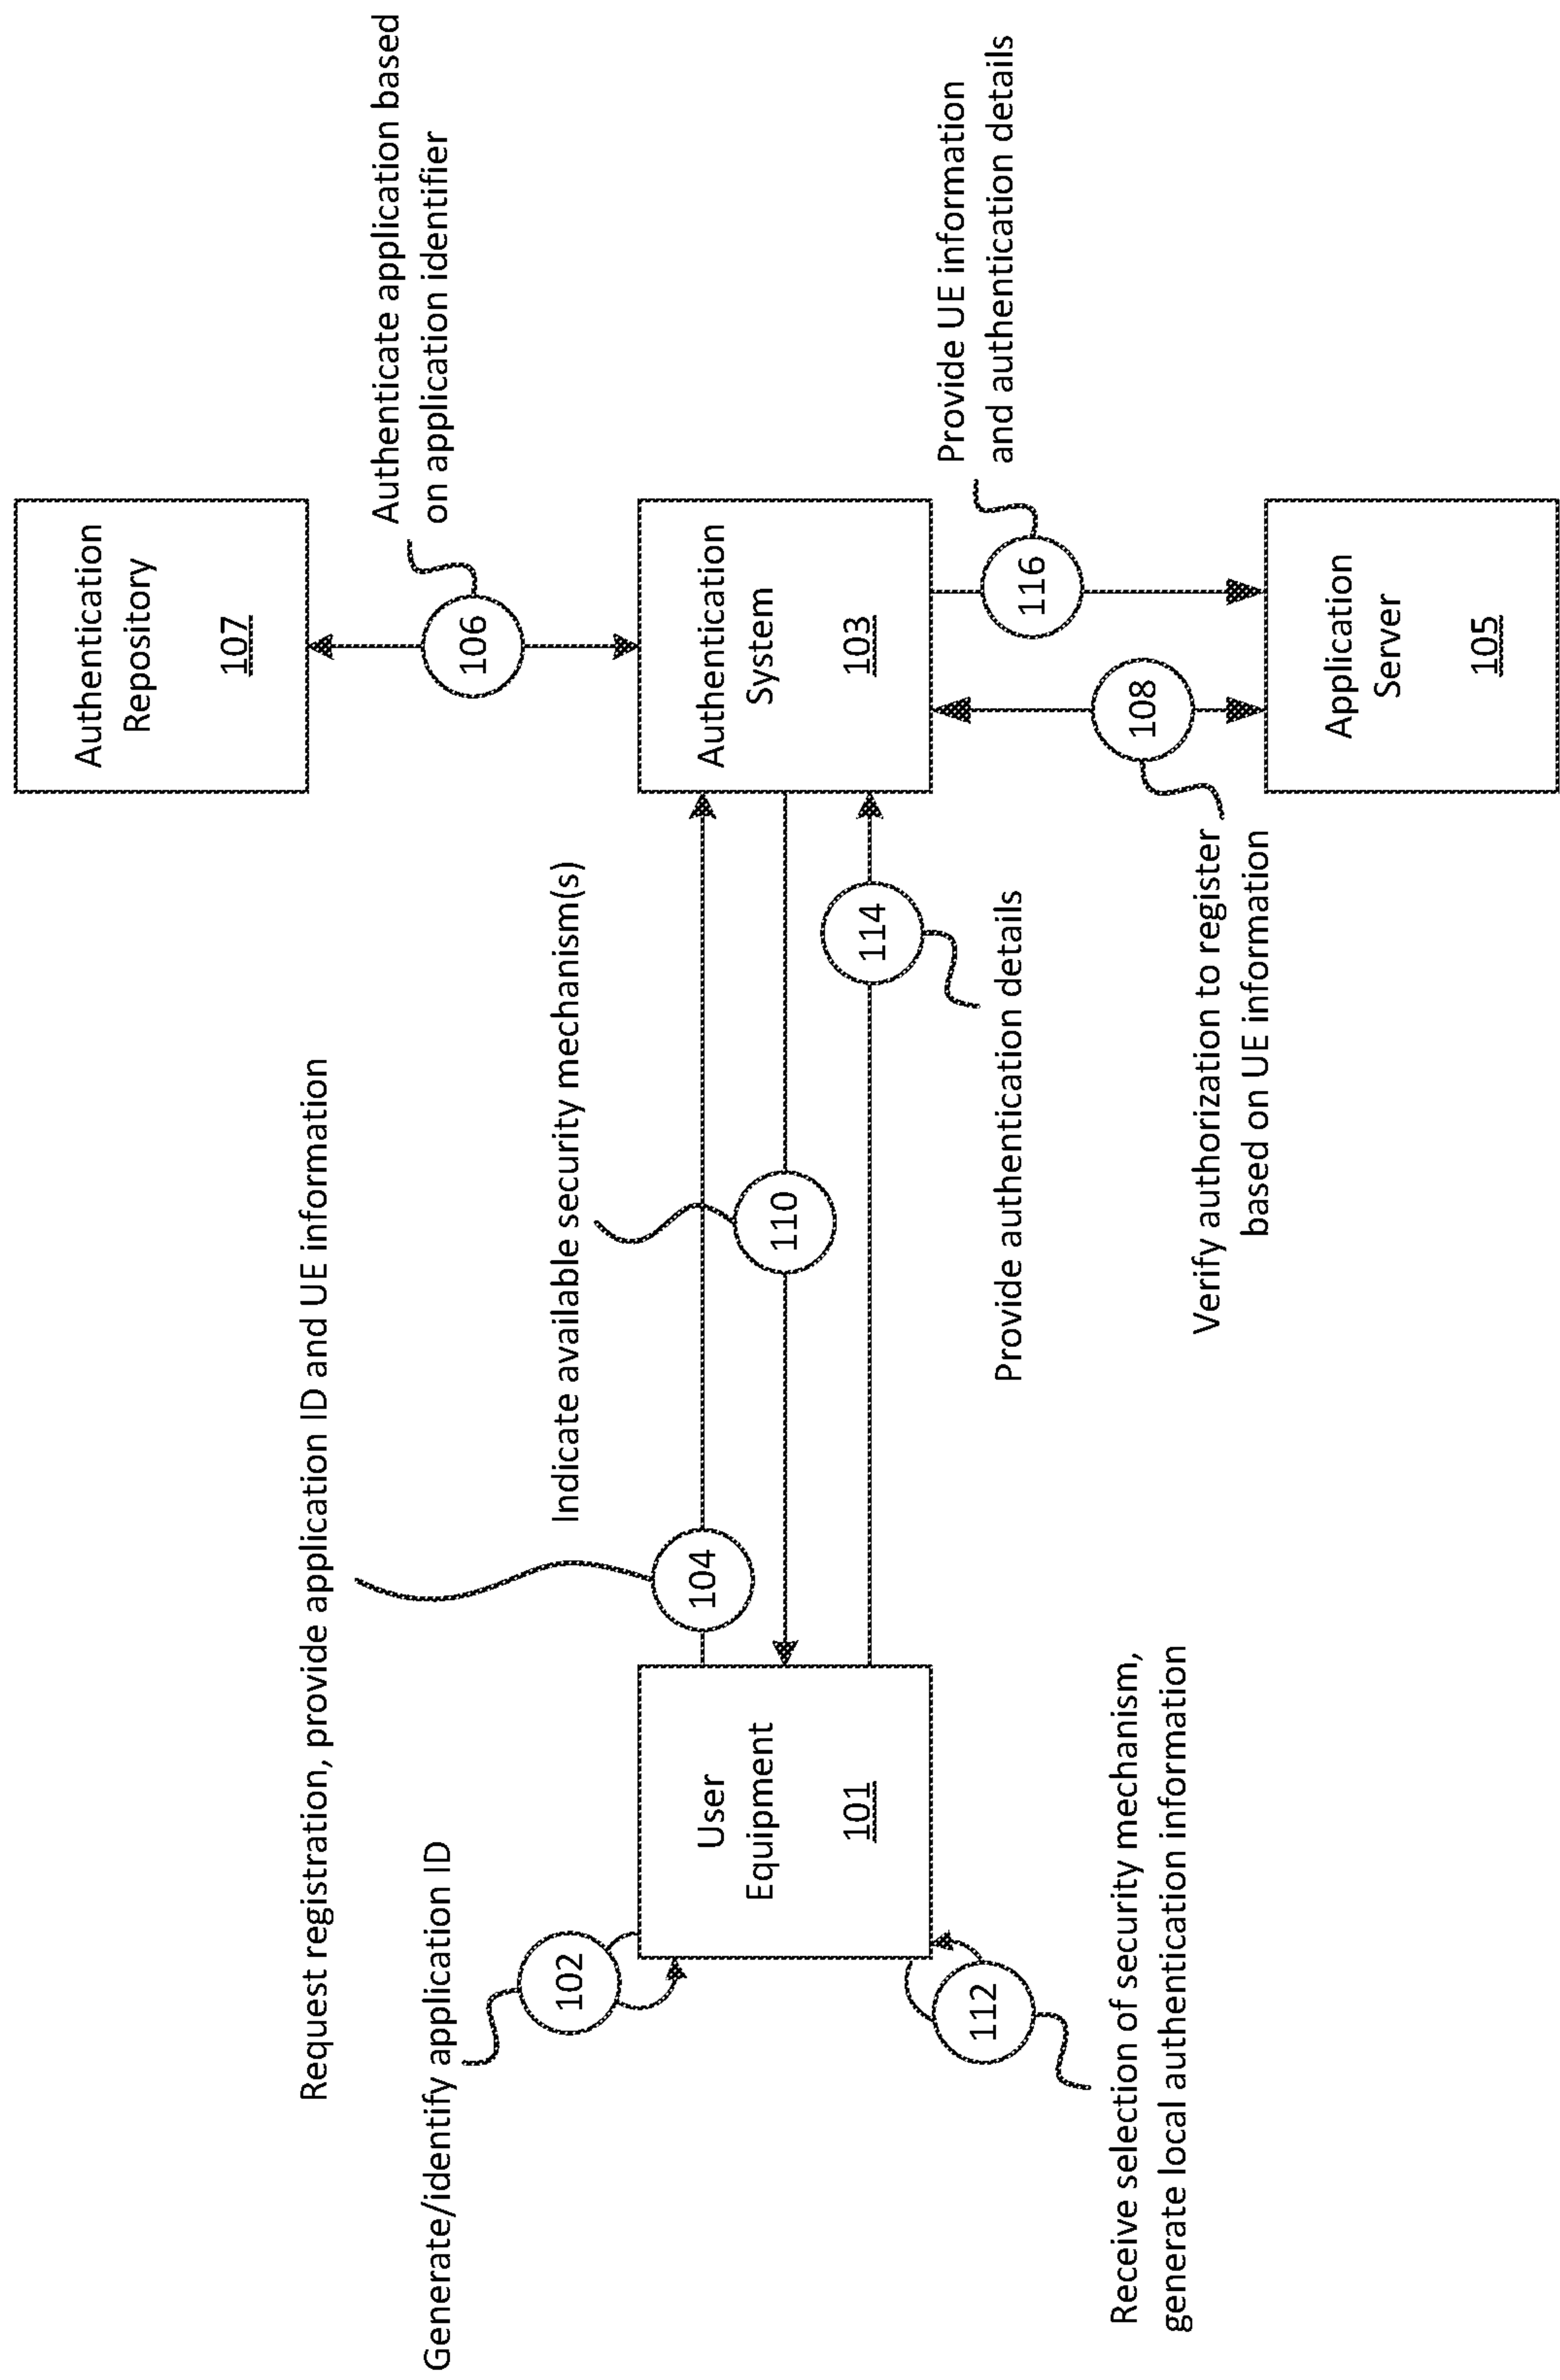 Request registration, provide application ID and UE information
Generate/identify application ID
102
User
Equipment
101
112
Receive selection of security mechanism,
generate local authentication information
104
Indicate available security mechanism(s)
110
114
Provide authentication details
Authentication
Repository
107
106
Authenticate application based
on application identifier
Authentication
System
103
108
Verify authorization to register
based on UE information
116
Provide UE information
and authentication details
Application
Server
105